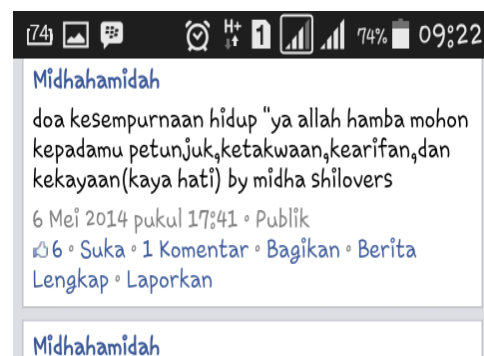 74 H+ 1 74% 09:22
Midhahamidah
doa kesempurnaan hidup "ya allah hamba mohon
kepadamu petunjuk,ketakwaan,kearifan,dan
kekayaan(kaya hati) by midha shilovers
6 Mei 2014 pukul 17:41 • Publik
6 • Suka • 1 Komentar • Bagikan • Berita
Lengkap • Laporkan
Midhahamidah